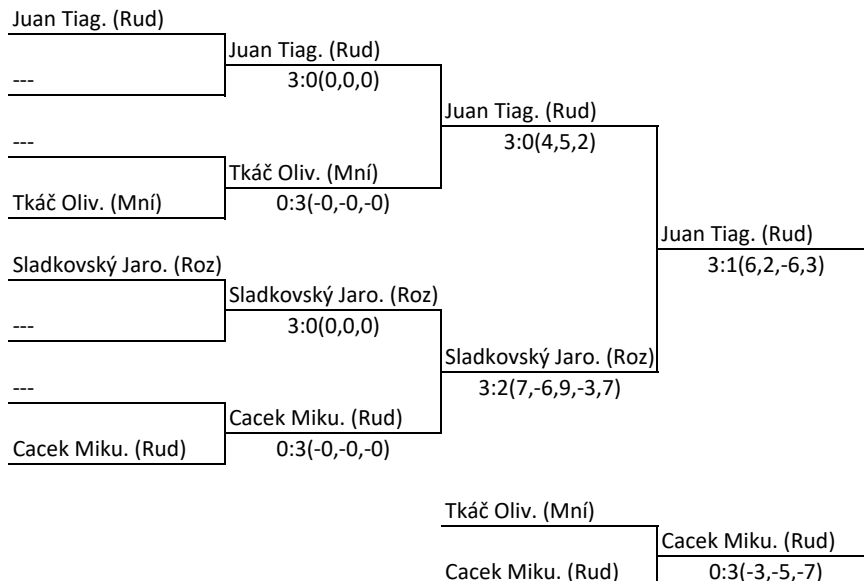 Juan Tiag. (Rud)
Juan Tiag. (Rud)
---
3:0(0,0,0)
Juan Tiag. (Rud)
---
3:0(4,5,2)
Tkáč Oliv. (Mní)
Tkáč Oliv. (Mní)
0:3(-0,-0,-0)
Juan Tiag. (Rud)
Sladkovský Jaro. (Roz)
3:1(6,2,-6,3)
Sladkovský Jaro. (Roz)
---
3:0(0,0,0)
Sladkovský Jaro. (Roz)
---
3:2(7,-6,9,-3,7)
Cacek Miku. (Rud)
Cacek Miku. (Rud)
0:3(-0,-0,-0)
Tkáč Oliv. (Mní)
Cacek Miku. (Rud)
Cacek Miku. (Rud)
0:3(-3,-5,-7)